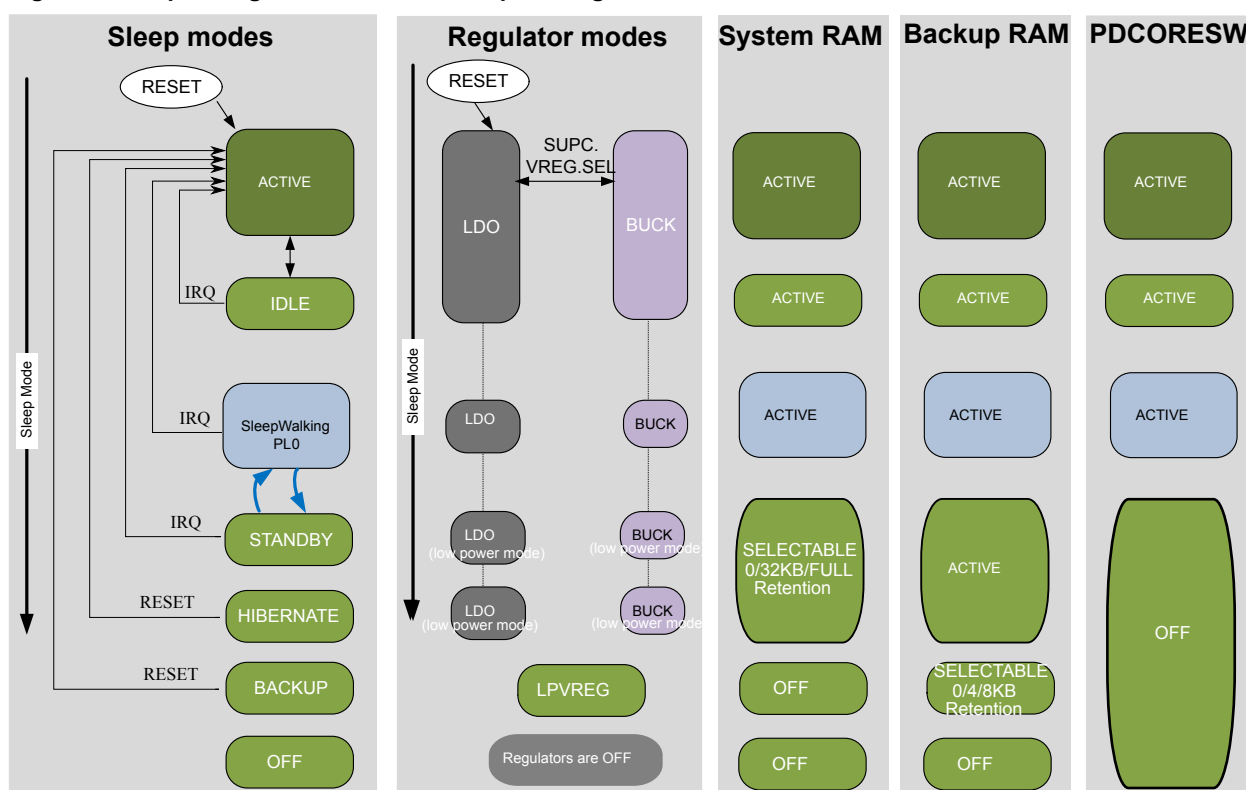 Sleep modes
RESET
ACTIVE
IRQ
IDLE
Sleep Mode
IRQ
SleepWalking
PL0
IRQ
STANDBY
RESET
HIBERNATE
RESET
BACKUP
OFF
Regulator modes
RESET
SUPC.
VREG.SEL
LDO
BUCK
Sleep Mode
LDO
BUCK
LDO
(low power mode)
BUCK
(low power mode)
LDO
(low power mode)
BUCK
(low power mode)
LPVREG
Regulators are OFF
System RAM
ACTIVE
ACTIVE
ACTIVE
SELECTABLE
0/32KB/FULL
Retention
OFF
OFF
Backup RAM
ACTIVE
ACTIVE
ACTIVE
ACTIVE
SELECTABLE
0/4/8KB
Retention
OFF
PDCORESW
ACTIVE
ACTIVE
ACTIVE
OFF